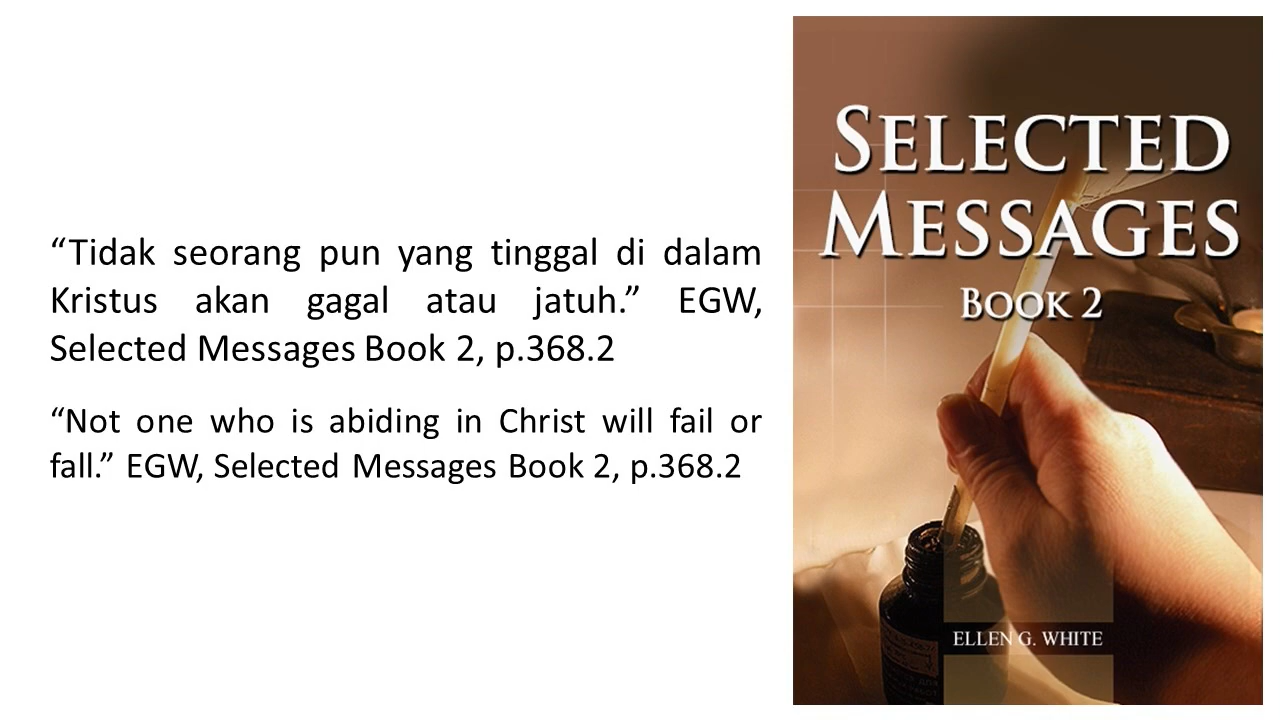 “Tidak seorang pun yang tinggal di dalam
Kristus akan gagal atau jatuh.” EGW,
Selected Messages Book 2, p.368.2
“Not one who is abiding in Christ will fail or
fall.” EGW, Selected Messages Book 2, p.368.2
SELECTED
MESSAGES
BOOK 2
ELLEN G. WHITE